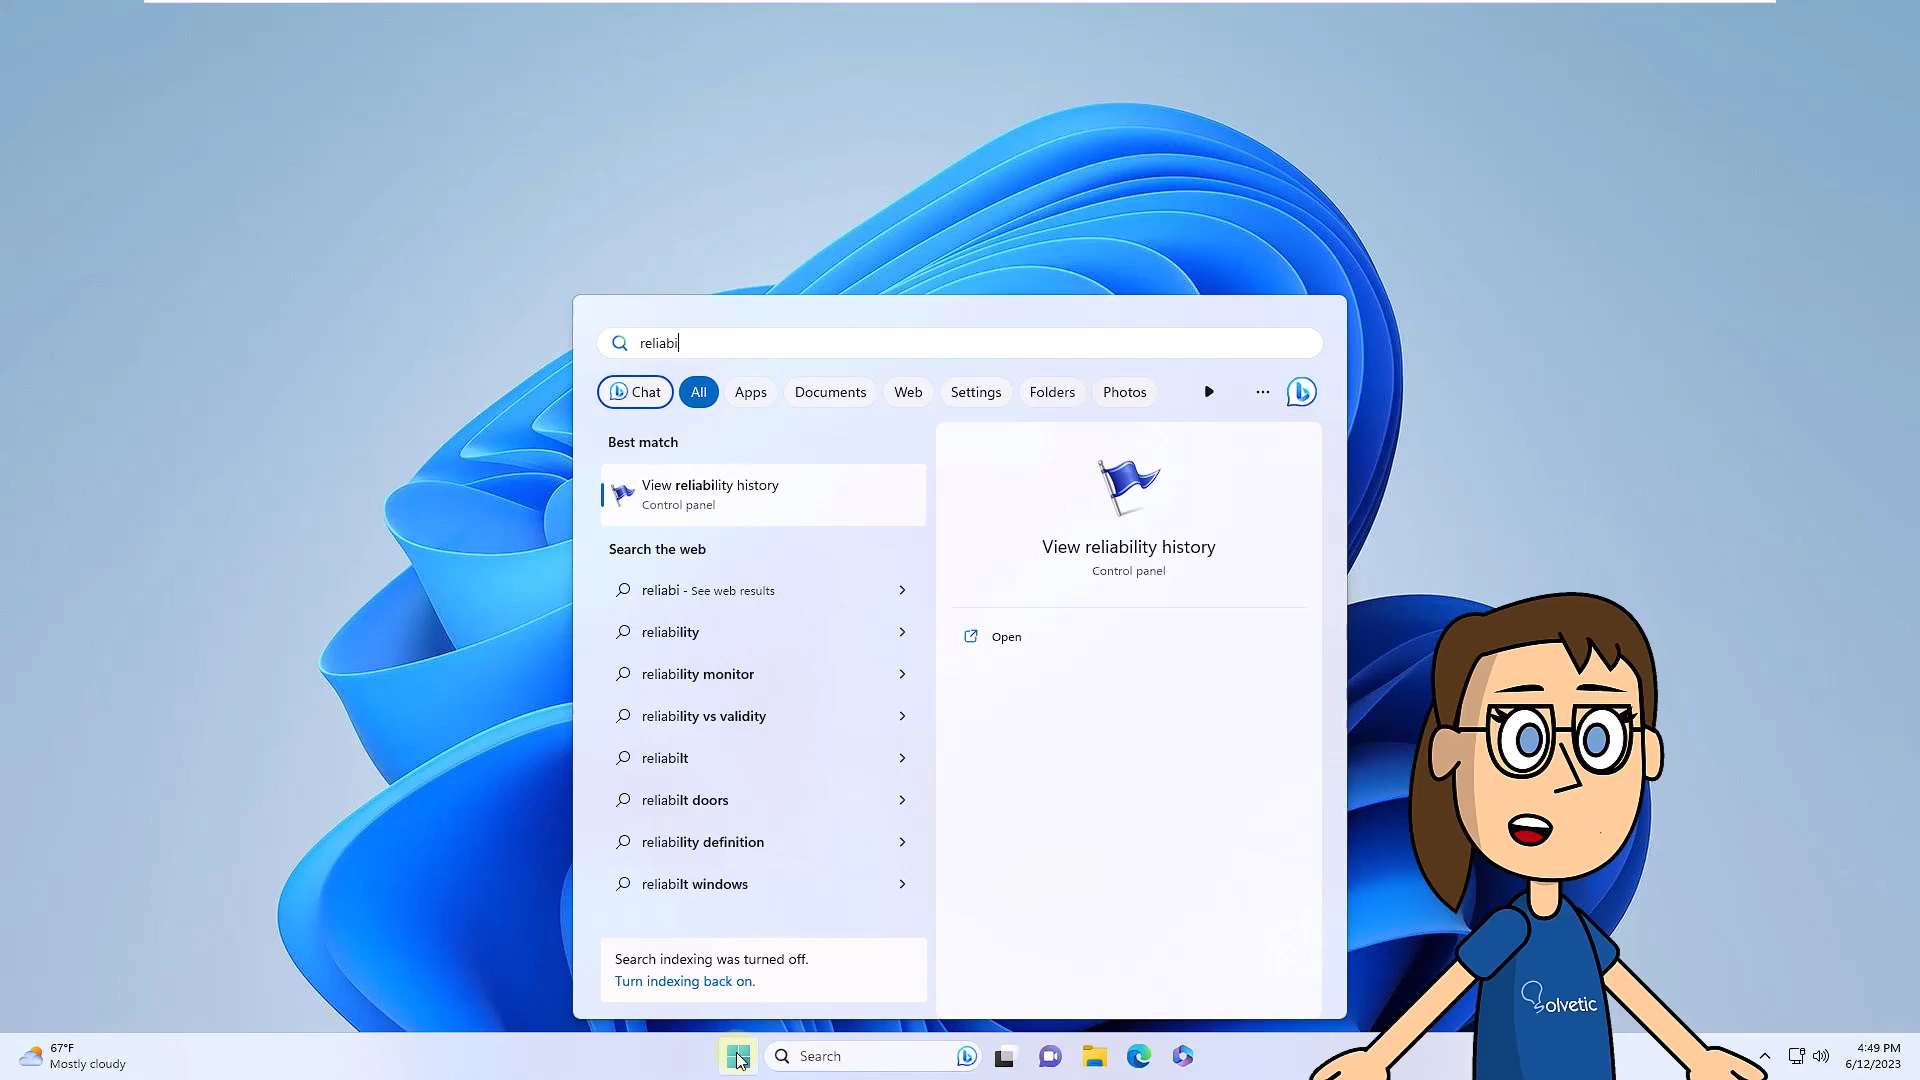 reliabi
Chat All Apps Documents Web Settings Folders Photos
Best match
View reliability history
Control panel
Search the web
reliabi - See web results
reliability
reliability monitor
reliability vs validity
reliabilt
reliabilt doors
reliability definition
reliabilt windows
Search indexing was turned off.
Turn indexing back on.
View reliability history
Control panel
Open
Solvetic
67°F
Mostly cloudy
Search
4:49 PM
6/12/2023